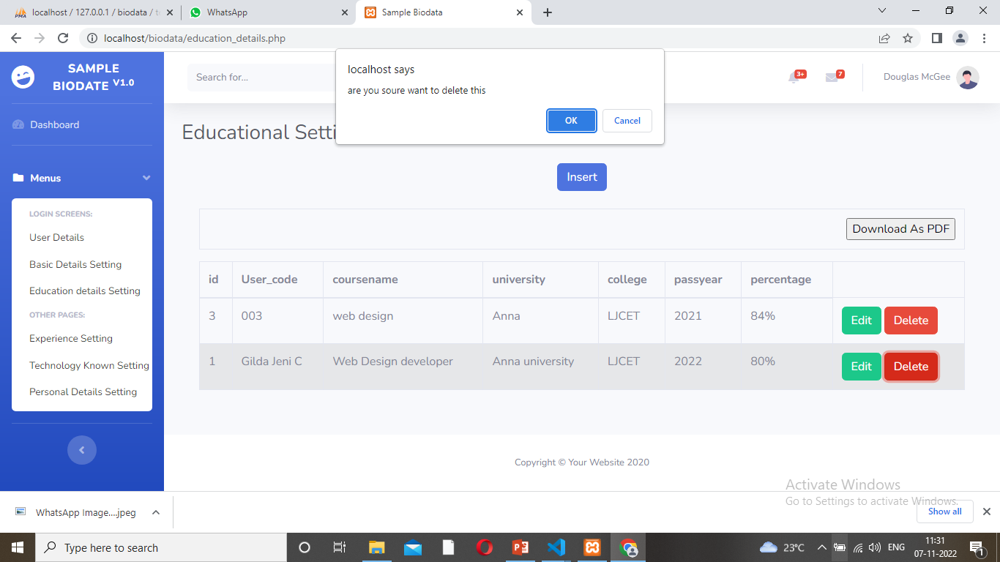 localhost / 127.0.0.1 / biodata / t
WhatsApp
Sample Biodata
localhost/biodata/education_details.php
SAMPLE
BIODATE V1.0
Search for...
3+
7
Douglas McGee
localhost says
are you soure want to delete this
OK
Cancel
Dashboard
Menus
LOGIN SCREENS:
User Details
Basic Details Setting
Education details Setting
OTHER PAGES:
Experience Setting
Technology Known Setting
Personal Details Setting
Educational Setti
Insert
Download As PDF
id User_code coursename university college passyear percentage
3 003 web design Anna LJCET 2021 84% Edit Delete
1 Gilda Jeni C Web Design developer Anna university LJCET 2022 80% Edit Delete
Copyright © Your Website 2020
Activate Windows
Go to Settings to activate Windows.
WhatsApp Image....jpeg
Show all
Type here to search
23°C
ENG
11:31
07-11-2022
1